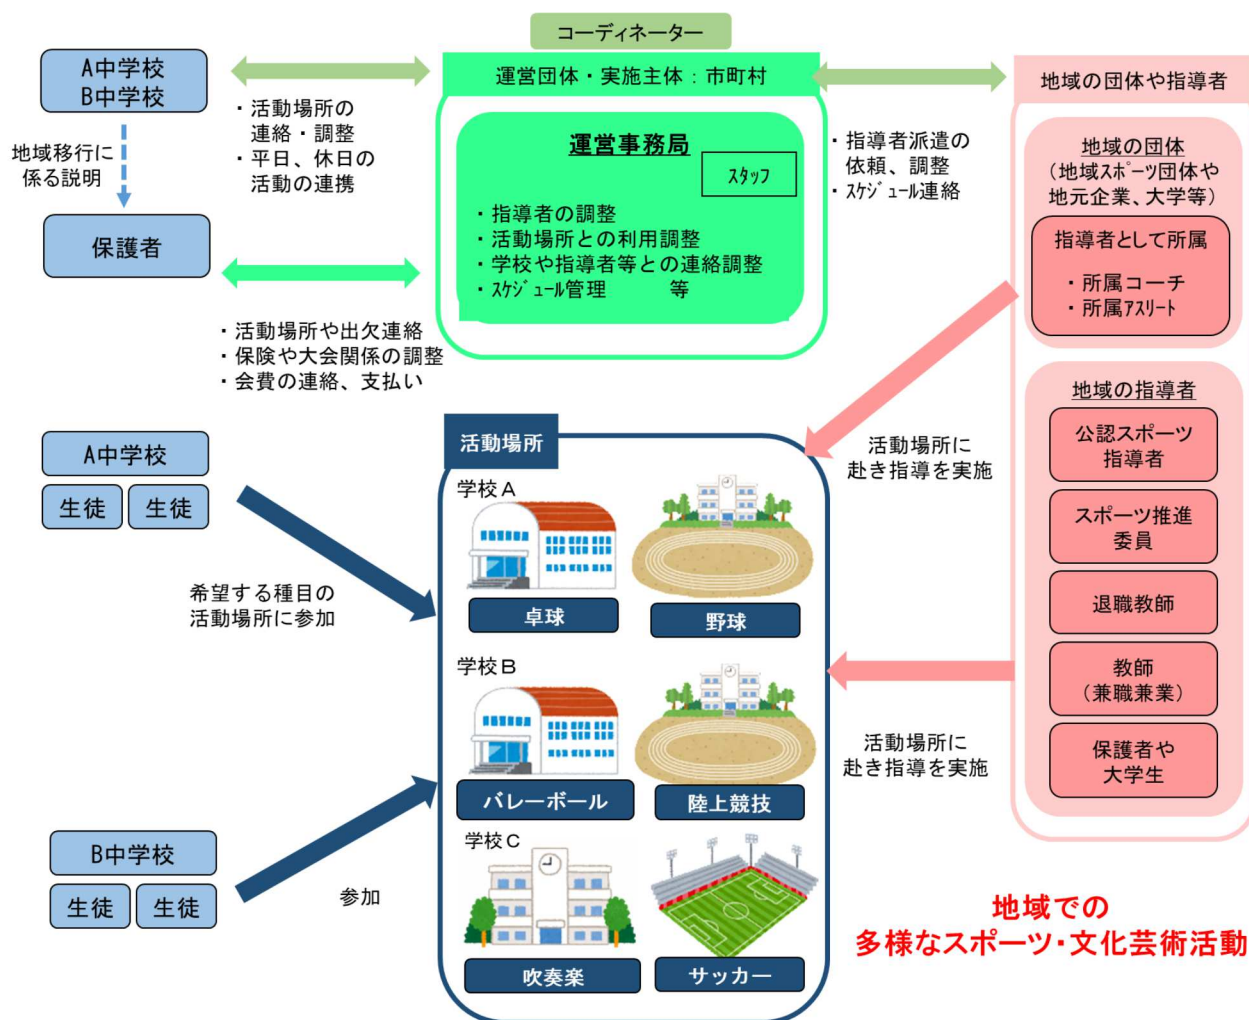 コーディネーター
A中学校
B中学校
運営団体・実施主体：市町村
地域の団体や指導者
・活動場所の
連絡・調整
・平日、休日の
活動の連携
地域移行に
係る説明
保護者
運営事務局
スタッフ
・指導者の調整
・活動場所との利用調整
・学校や指導者等との連絡調整
・スケジュール管理　　　等
・指導者派遣の
依頼、調整
・スケジュール連絡
地域の団体
（地域スポーツ団体や
地元企業、大学等）
指導者として所属
・所属コーチ
・所属アスリート
・活動場所や出欠連絡
・保険や大会関係の調整
・会費の連絡、支払い
地域の指導者
公認スポーツ
指導者
スポーツ推進
委員
退職教師
教師
（兼職兼業）
保護者や
大学生
活動場所に
赴き指導を実施
活動場所に
赴き指導を実施
A中学校
生徒
生徒
希望する種目の
活動場所に参加
活動場所
学校A
卓球
野球
学校B
バレーボール
陸上競技
学校C
吹奏楽
サッカー
B中学校
生徒
生徒
参加
地域での
多様なスポーツ・文化芸術活動